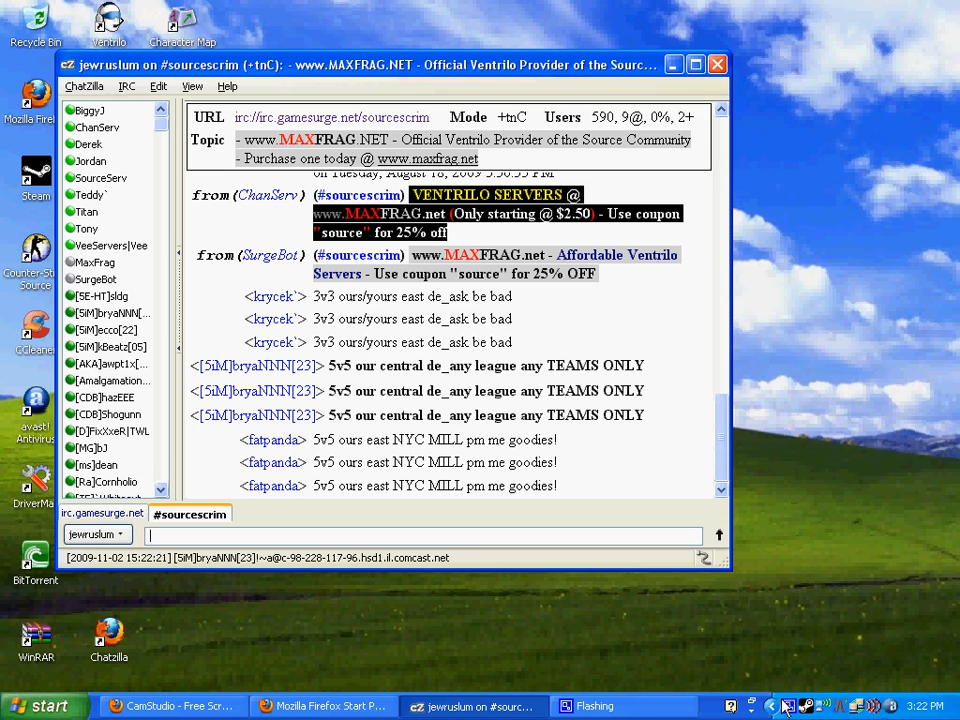 Recycle Bin
Ventrilo
Character Map
Mozilla Firef
Steam
Counter-St
Source
CCleane
avast!
Antivirus
DriverMa
BitTorrent
WinRAR
Chatzilla
cZ jewruslum on #sourcescrim (+tnC): - www.MAXFRAG.NET - Official Ventrilo Provider of the Sourc...
ChatZilla IRC Edit View Help
BiggyJ
ChanServ
Derek
Jordan
SourceServ
Teddy`
Titan
Tony
VeeServers|Vee
MaxFrag
SurgeBot
[5E-HT]sldg
[5iM]bryaNNN[...
[5iM]ecco[22]
[5iM]kBeatz[05]
[AKA]awpt1x[...
[Amalgamation...
[CDB]hazEEE
[CDB]Shogunn
[D]FixXxeR|TWL
[MG]bJ
[ms]dean
[Ra]Cornholio
URL irc://irc.gamesurge.net/sourcescrim Mode +tnC Users 590, 9@, 0%, 2+
Topic - www.MAXFRAG.NET - Official Ventrilo Provider of the Source Community
- Purchase one today @ www.maxfrag.net
on Tuesday, August 18, 2009 5:50:55 PM
from (ChanServ) (#sourcescrim) VENTRILO SERVERS @
www.MAXFRAG.net (Only starting @ $2.50) - Use coupon
"source" for 25% off
from (SurgeBot) (#sourcescrim) www.MAXFRAG.net - Affordable Ventrilo
Servers - Use coupon "source" for 25% OFF
<krycek`> 3v3 ours/yours east de_ask be bad
<krycek`> 3v3 ours/yours east de_ask be bad
<krycek`> 3v3 ours/yours east de_ask be bad
<[5iM]bryaNNN[23]> 5v5 our central de_any league any TEAMS ONLY
<[5iM]bryaNNN[23]> 5v5 our central de_any league any TEAMS ONLY
<[5iM]bryaNNN[23]> 5v5 our central de_any league any TEAMS ONLY
<fatpanda> 5v5 ours east NYC MILL pm me goodies!
<fatpanda> 5v5 ours east NYC MILL pm me goodies!
<fatpanda> 5v5 ours east NYC MILL pm me goodies!
irc.gamesurge.net #sourcescrim
jewruslum
[2009-11-02 15:22:21] [5iM]bryaNNN[23]!~a@c-98-228-117-96.hsd1.il.comcast.net
start
CamStudio - Free Scr...
Mozilla Firefox Start P...
cZ jewruslum on #sourc...
Flashing
3:22 PM